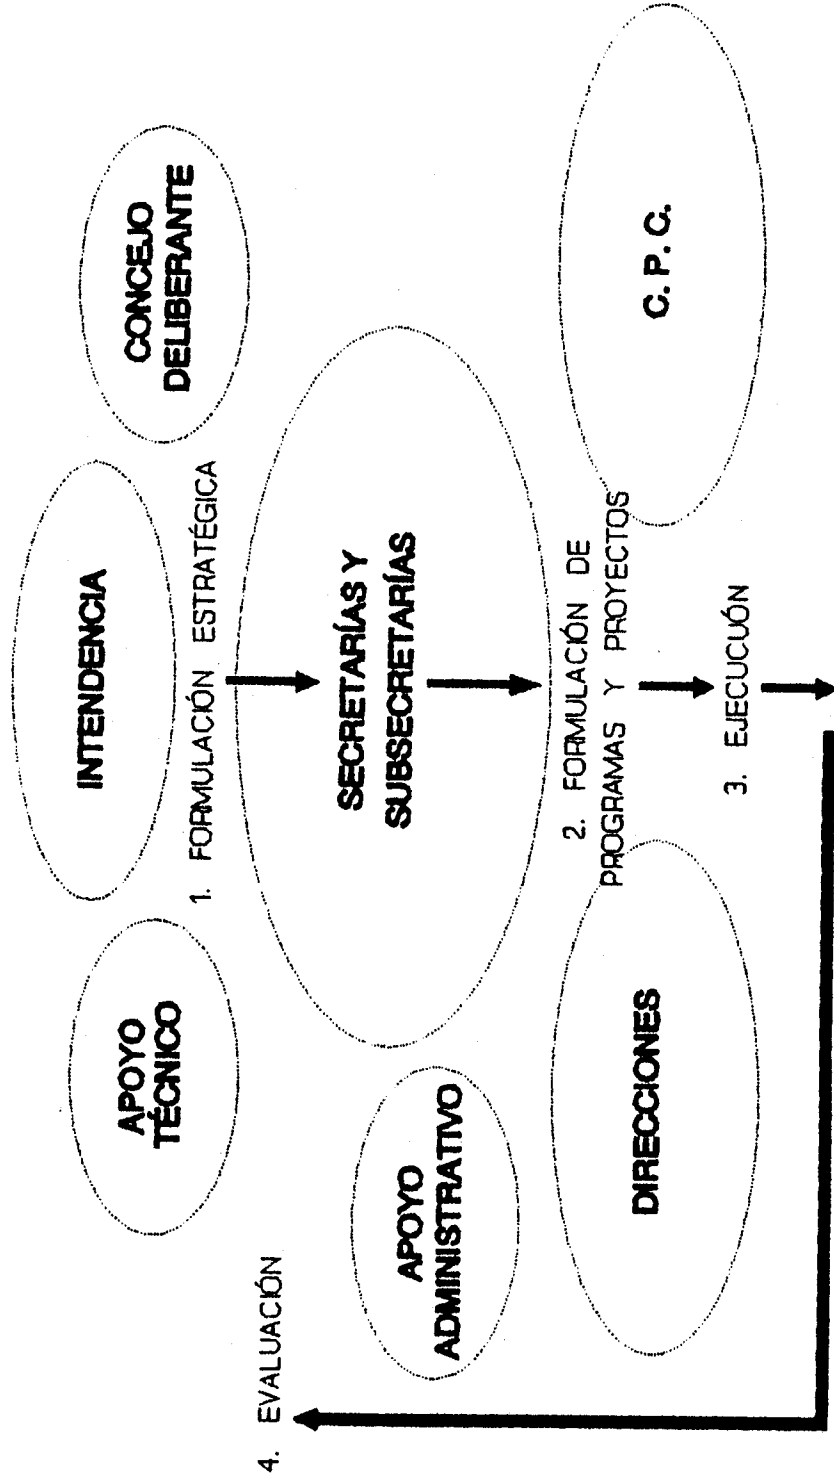 INTENDENCIA
CONCEJO
DELIBERANTE
APOYO
TÉCNICO
1. FORMULACIÓN ESTRATÉGICA
SECRETARÍAS Y
SUBSECRETARÍAS
4. EVALUACIÓN
APOYO
ADMINISTRATIVO
2. FORMULACIÓN DE
PROGRAMAS Y PROYECTOS
DIRECCIONES
C. P. C.
3. EJECUCUÓN